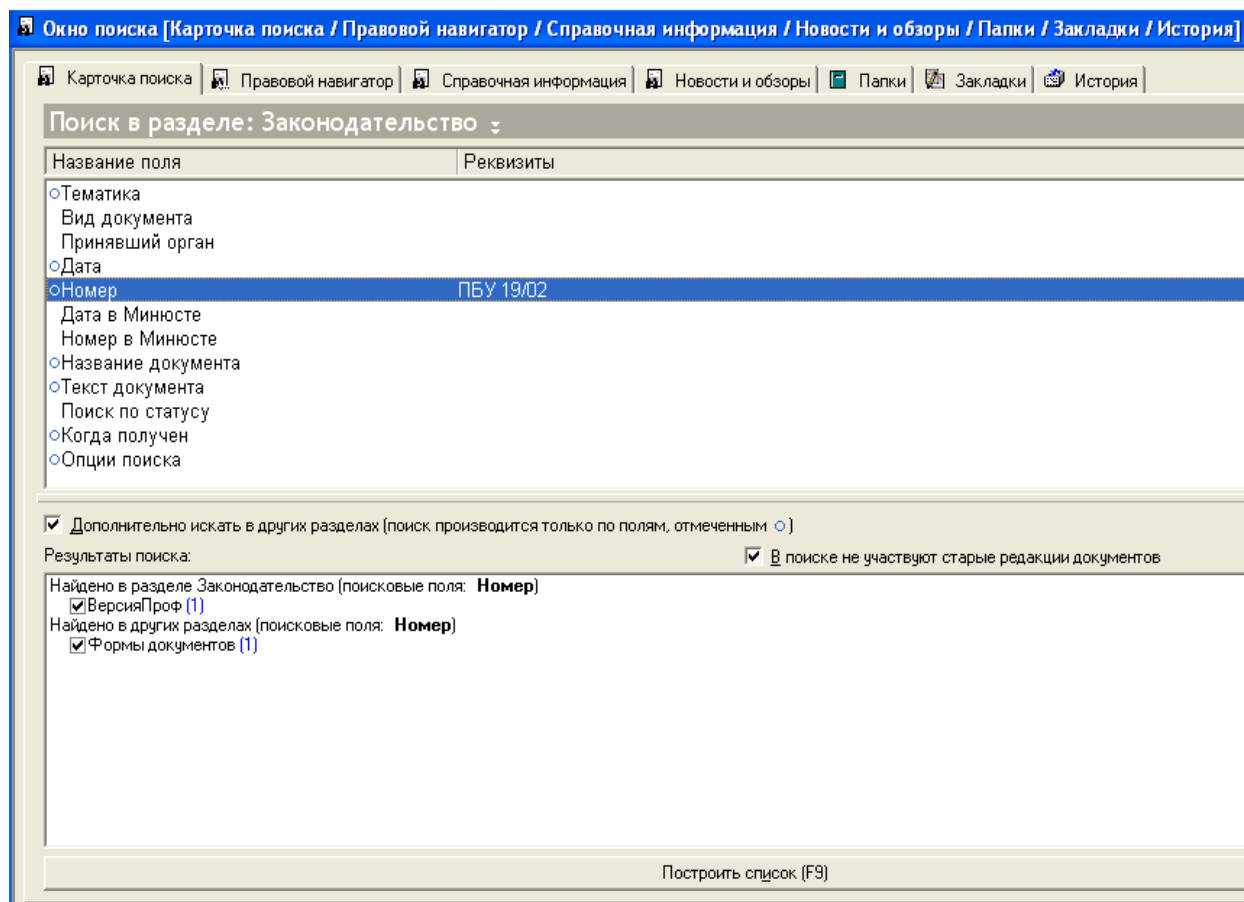 Окно поиска [Карточка поиска / Правовой навигатор / Справочная информация / Новости и обзоры / Папки / Закладки / История]
Карточка поиска Правовой навигатор Справочная информация Новости и обзоры Папки Закладки История
Поиск в разделе: Законодательство
Название поля Реквизиты
Тематика
Вид документа
Принявший орган
Дата
Номер ПБУ 19/02
Дата в Минюсте
Номер в Минюсте
Название документа
Текст документа
Поиск по статусу
Когда получен
Опции поиска
Дополнительно искать в других разделах (поиск производится только по полям, отмеченным ○)
Результаты поиска: В поиске не участвуют старые редакции документов
Найдено в разделе Законодательство (поисковые поля: Номер)
ВерсияПроф (1)
Найдено в других разделах (поисковые поля: Номер)
Формы документов (1)
Построить список (F9)